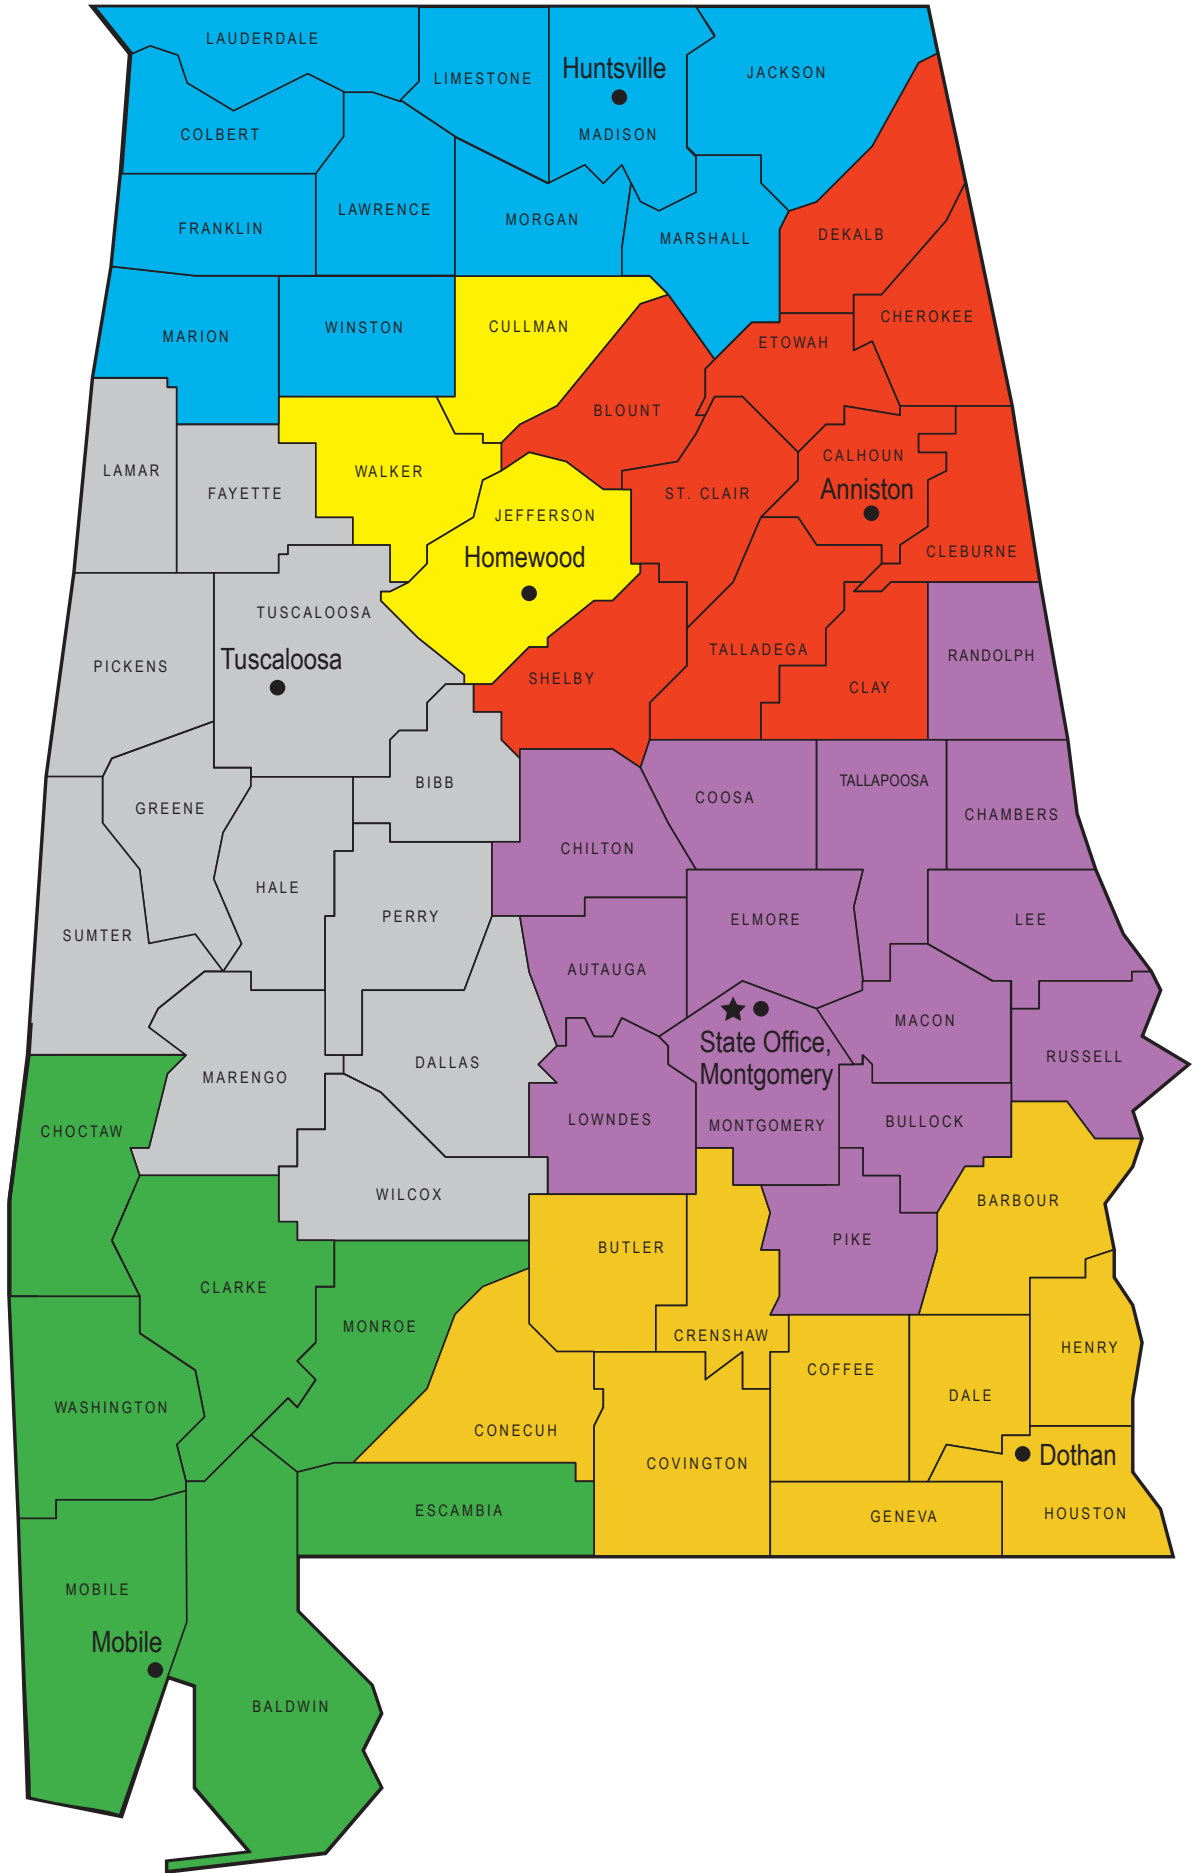 LAUDERDALE
LIMESTONE
Huntsville
MADISON
JACKSON
COLBERT
FRANKLIN
LAWRENCE
MORGAN
MARSHALL
DEKALB
CHEROKEE
MARION
WINSTON
CULLMAN
ETOWAH
BLOUNT
LAMAR
FAYETTE
WALKER
JEFFERSON
Homewood
ST. CLAIR
CALHOUN
Anniston
CLEBURNE
TUSCALOOSA
Tuscaloosa
PICKENS
SHELBY
TALLADEGA
CLAY
RANDOLPH
GREENE
BIBB
COOSA
TALLAPOOSA
CHAMBERS
CHILTON
HALE
PERRY
SUMTER
AUTAUGA
ELMORE
LEE
MACON
State Office,
Montgomery
RUSSELL
DALLAS
MARENGO
CHOCTAW
LOWNDES
MONTGOMERY
BULLOCK
WILCOX
BARBOUR
PIKE
BUTLER
CLARKE
MONROE
CRENSHAW
COFFEE
HENRY
DALE
WASHINGTON
CONECUH
COVINGTON
Dothan
ESCAMBIA
GENEVA
HOUSTON
MOBILE
Mobile
BALDWIN